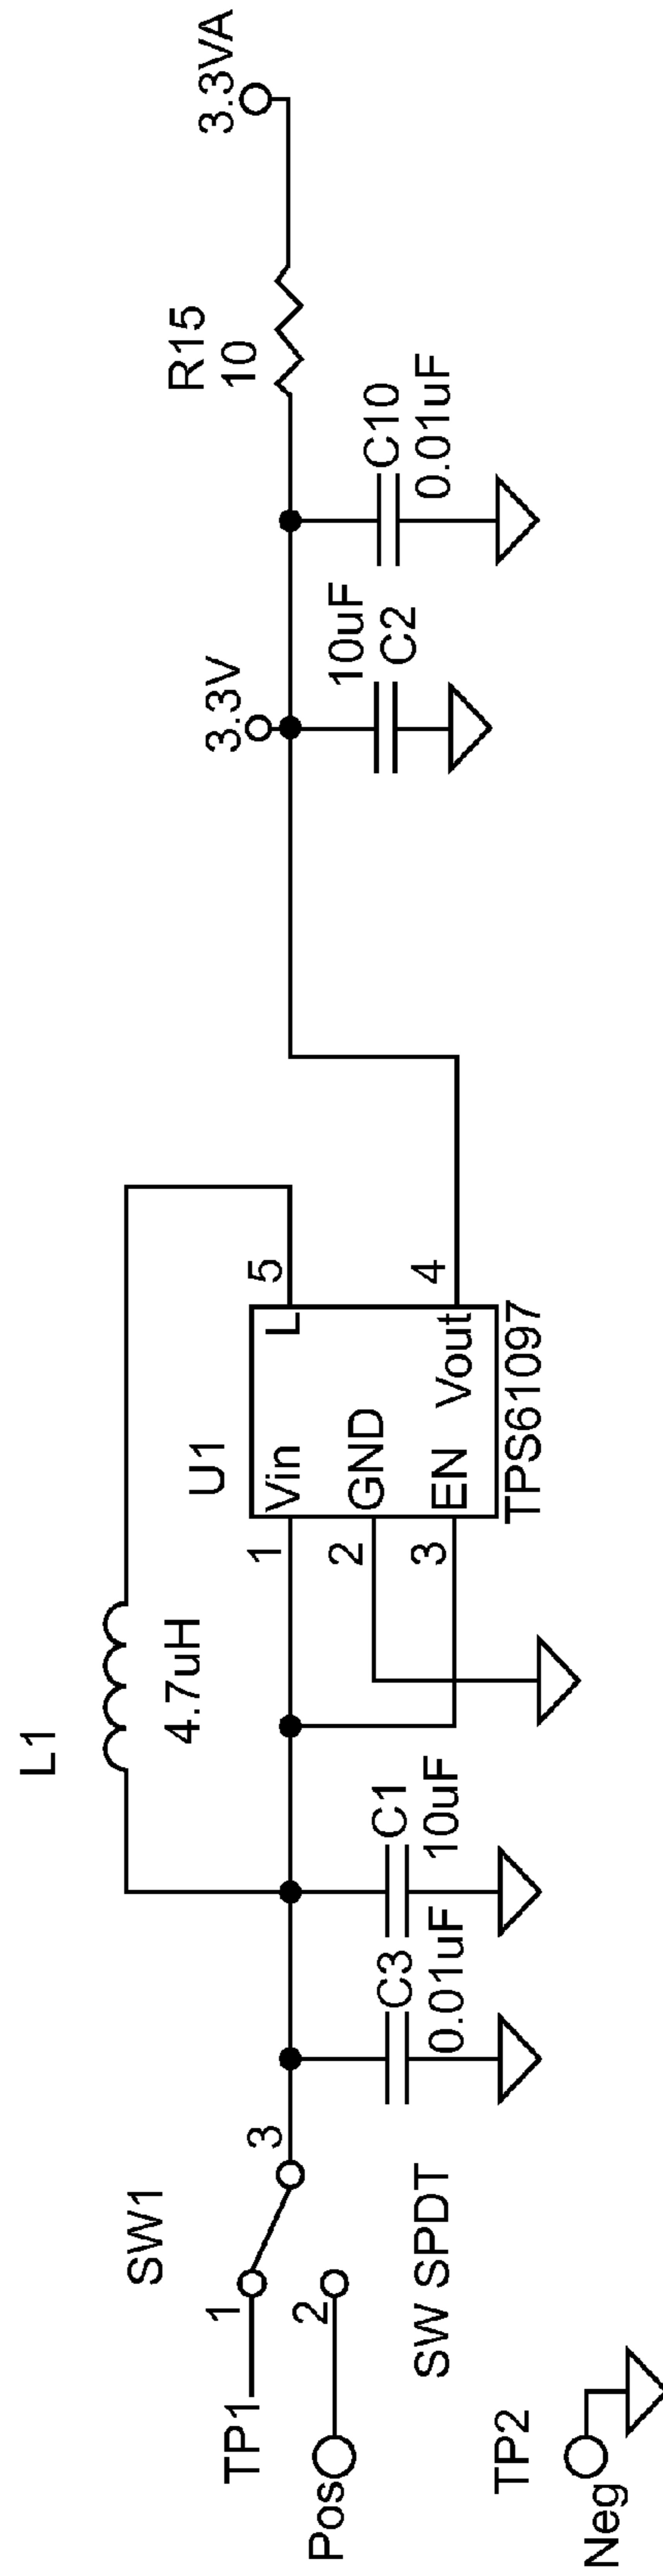 SW1
TP1
1
3
Pos
2
SW SPDT
TP2
Neg
C3
0.01uF
C1
10uF
L1
4.7uH
U1
1
Vin
L
5
2
GND
3
EN
Vout
4
TPS61097
3.3V
10uF
C2
C10
0.01uF
R15
10
3.3VA